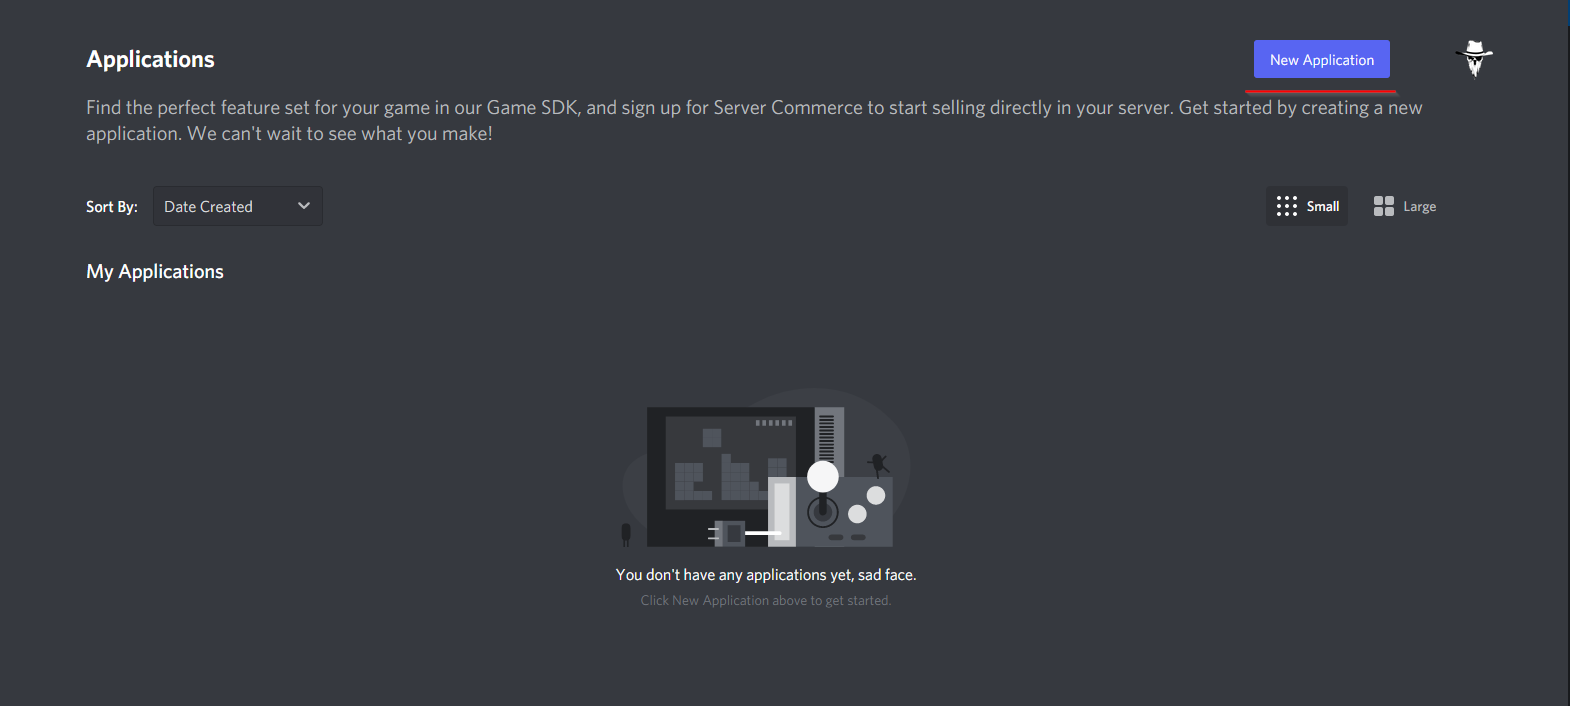 Applications
New Application
Find the perfect feature set for your game in our Game SDK, and sign up for Server Commerce to start selling directly in your server. Get started by creating a new
application. We can't wait to see what you make!
Sort By:
Date Created
Small
Large
My Applications
You don't have any applications yet, sad face.
Click New Application above to get started.